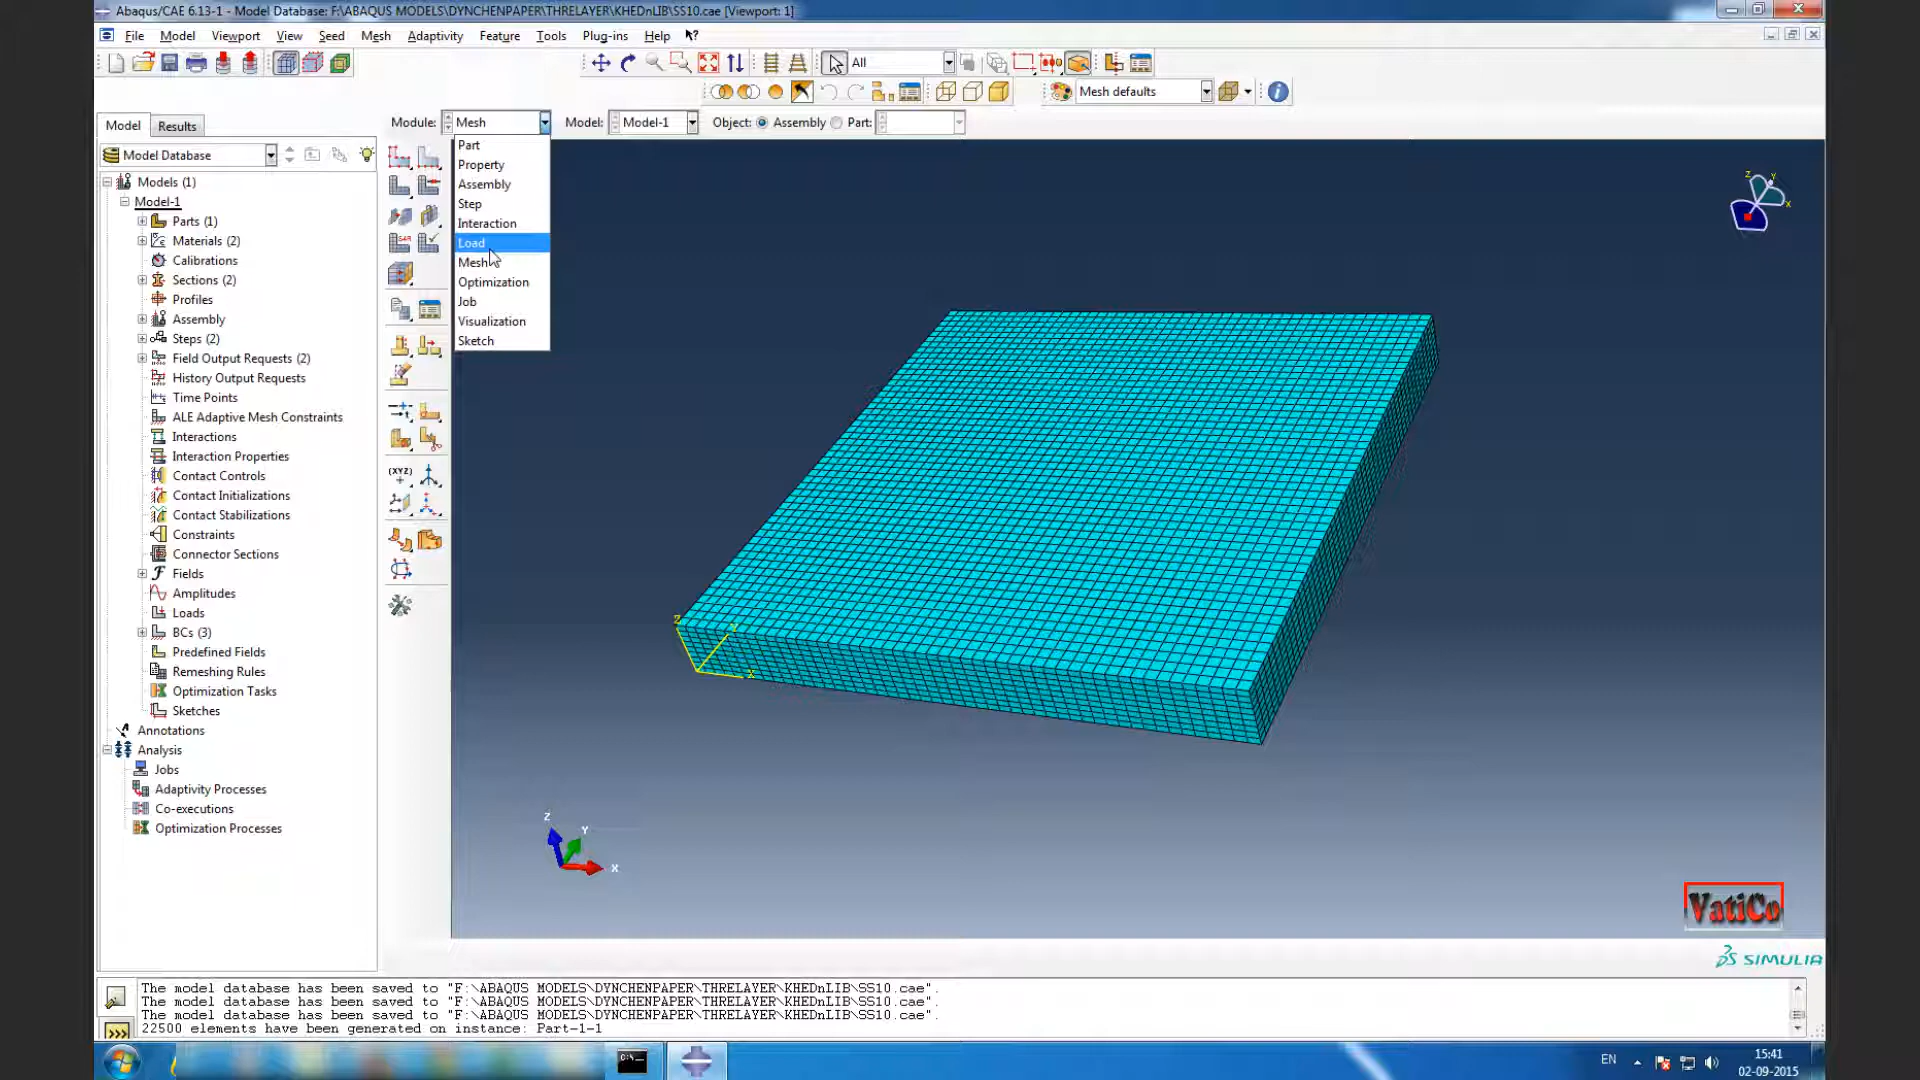 Abaqus/CAE 6.13-1 - Model Database: F:\ABAQUS MODELS\DYNCHENPAPER\THRELAYER\KHEDnLIB\SS10.cae [Viewport: 1]
File Model Viewport View Seed Mesh Adaptivity Feature Tools Plug-ins Help
All
Mesh defaults
Module: Mesh Model: Model-1 Object: Assembly Part:
Model Results
Model Database
Models (1)
Model-1
Parts (1)
Materials (2)
Calibrations
Sections (2)
Profiles
Assembly
Steps (2)
Field Output Requests (2)
History Output Requests
Time Points
ALE Adaptive Mesh Constraints
Interactions
Interaction Properties
Contact Controls
Contact Initializations
Contact Stabilizations
Constraints
Connector Sections
Fields
Amplitudes
Loads
BCs (3)
Predefined Fields
Remeshing Rules
Optimization Tasks
Sketches
Annotations
Analysis
Jobs
Adaptivity Processes
Co-executions
Optimization Processes
Part
Property
Assembly
Step
Interaction
Load
Mesh
Optimization
Job
Visualization
Sketch
(XYZ)
Z
Y
X
Z
Y
X
Z
Y
X
VatiCo
SIMULIA
The model database has been saved to "F:\ABAQUS MODELS\DYNCHENPAPER\THRELAYER\KHEDnLIB\SS10.cae".
The model database has been saved to "F:\ABAQUS MODELS\DYNCHENPAPER\THRELAYER\KHEDnLIB\SS10.cae".
The model database has been saved to "F:\ABAQUS MODELS\DYNCHENPAPER\THRELAYER\KHEDnLIB\SS10.cae".
22500 elements have been generated on instance: Part-1-1
EN
15:41
02-09-2015